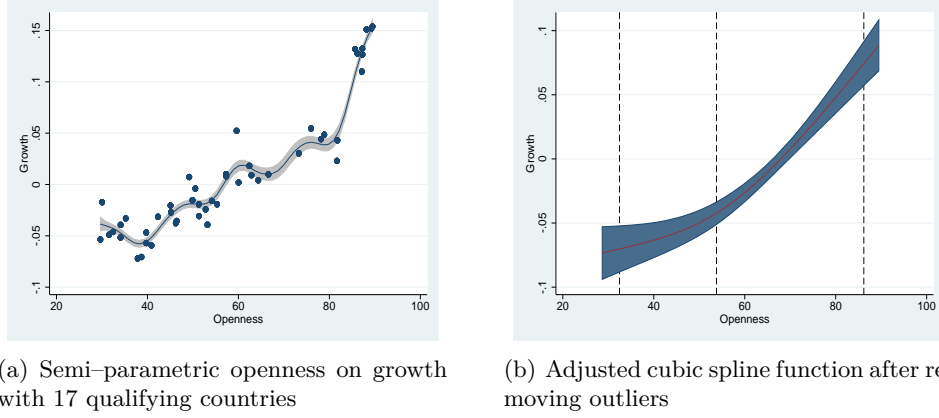 .15
.1
.05
0
-.05
-.1
Growth
20 40 60 80 100
Openness
.1
.05
0
-.05
-.1
Growth
20 40 60 80 100
Openness
(a) Semi–parametric openness on growth
with 17 qualifying countries
(b) Adjusted cubic spline function after re
moving outliers